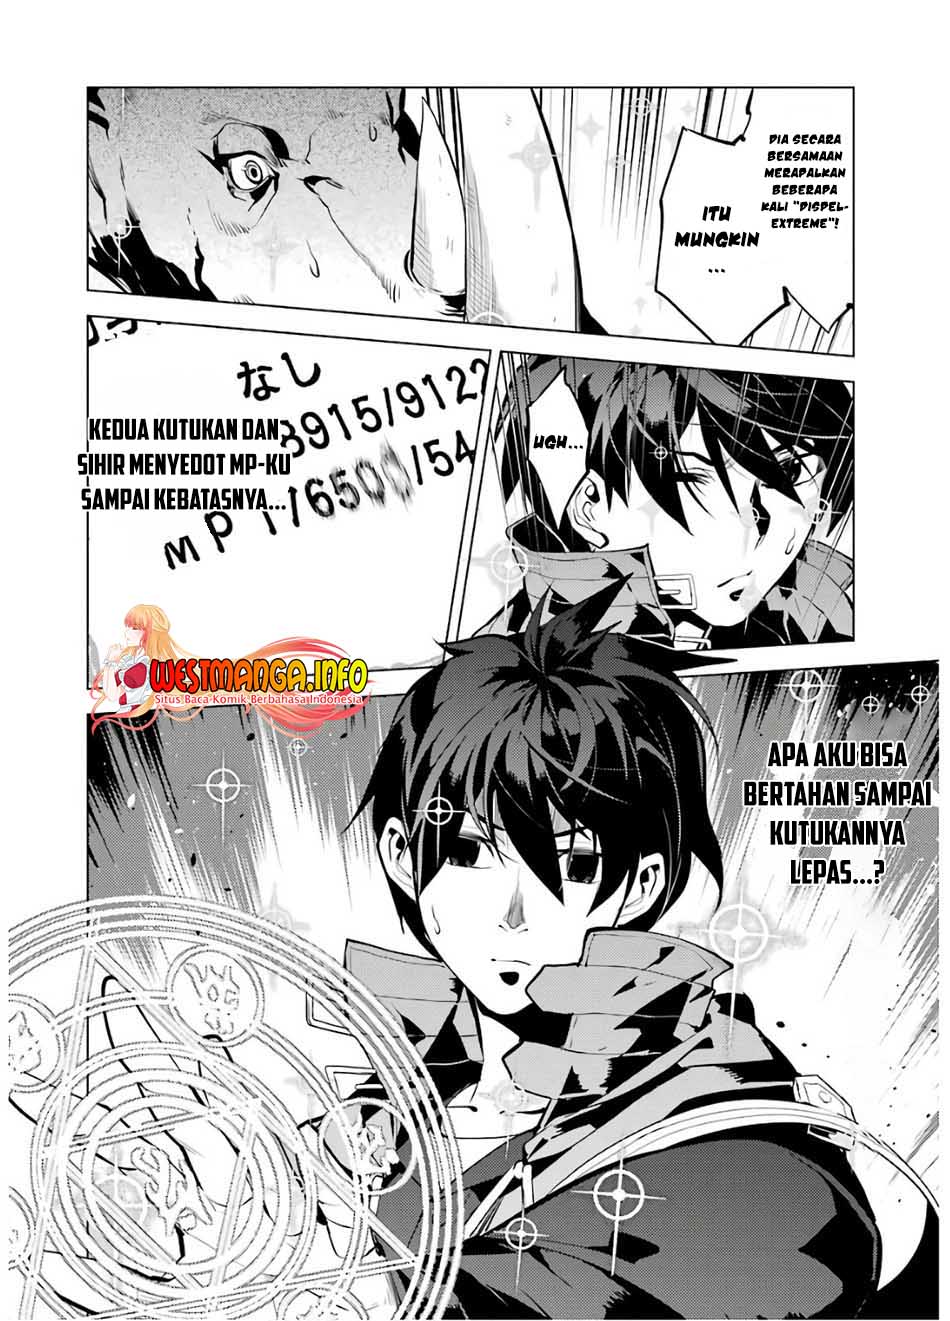 DIA SECARA
BERSAMAAN
MERAPALKAN
BEBERAPA
KALI "DISPEL-
EXTREME"!
ITU
MUNGKIN
...
なし
8915/9122
KEDUA KUTUKAN DAN
SIHIR MENYEDOT MP-KU
SAMPAI KEBATASNYA...
/16500/54
MP
UGH...
WESTMANGA.INFO
Situs Baca Komik Berbahasa Indonesia
APA AKU BISA
BERTAHAN SAMPAI
KUTUKANNYA
LEPAS...?